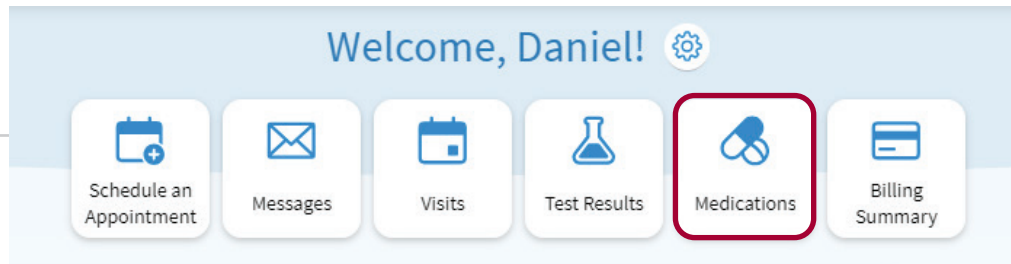 Welcome, Daniel!
Schedule an
Appointment
Messages
Visits
Test Results
Medications
Billing
Summary